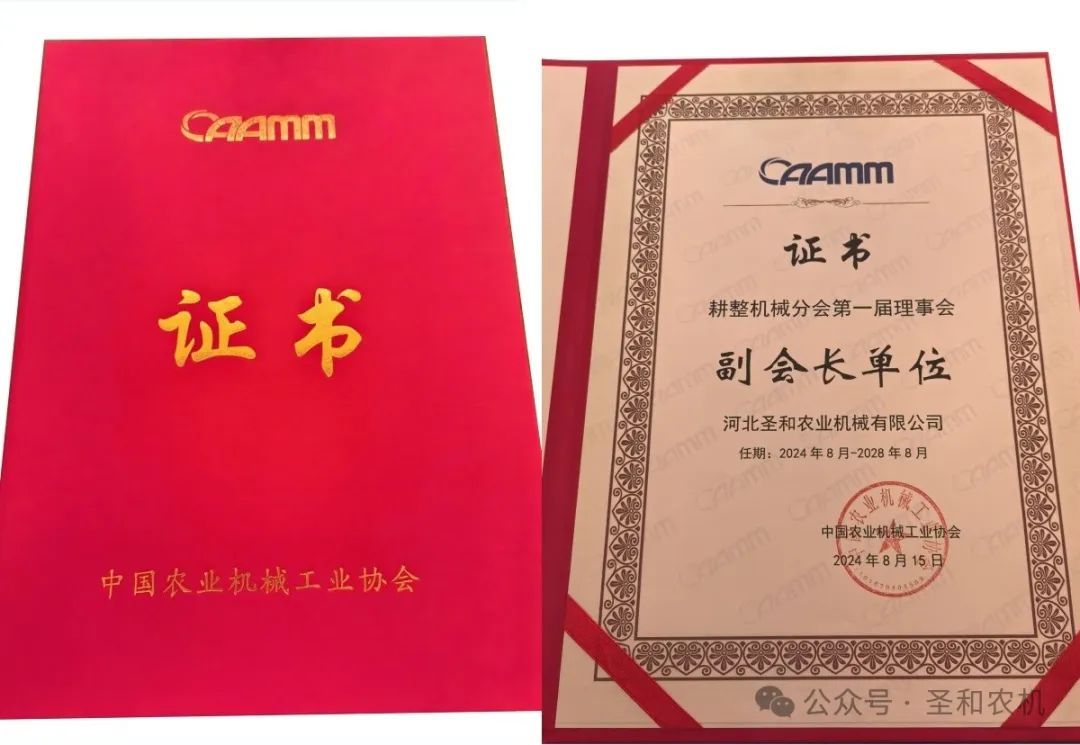 CAAMM
证书
中国农业机械工业协会
CAAMM
证书
耕整机械分会第一届理事会
副会长单位
河北圣和农业机械有限公司
任期：2024年8月-2028年8月
中国农业机械工业协会
2024年8月15日
公众号·圣和农机